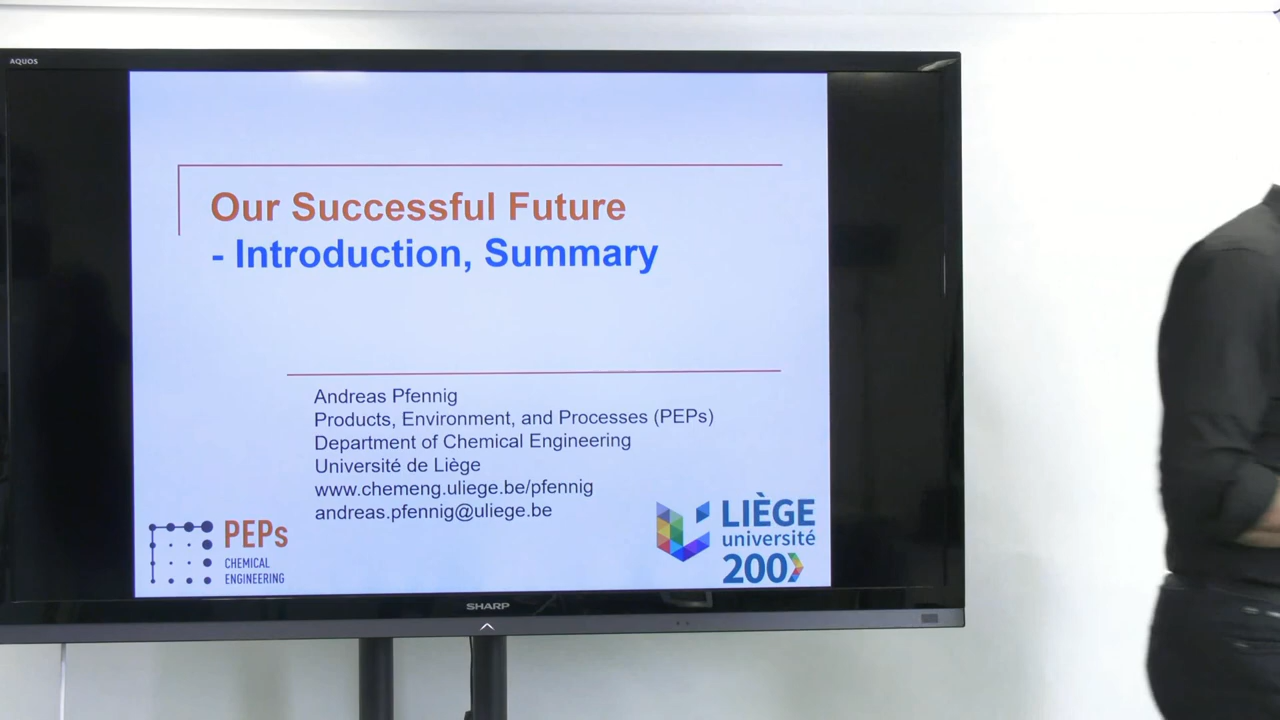 AQUOS
Our Successful Future
- Introduction, Summary
Andreas Pfennig
Products, Environment, and Processes (PEPs)
Department of Chemical Engineering
Université de Liège
www.chemeng.uliege.be/pfennig
andreas.pfennig@uliege.be
PEPs
CHEMICAL
ENGINEERING
LIÈGE
université
200
SHARP